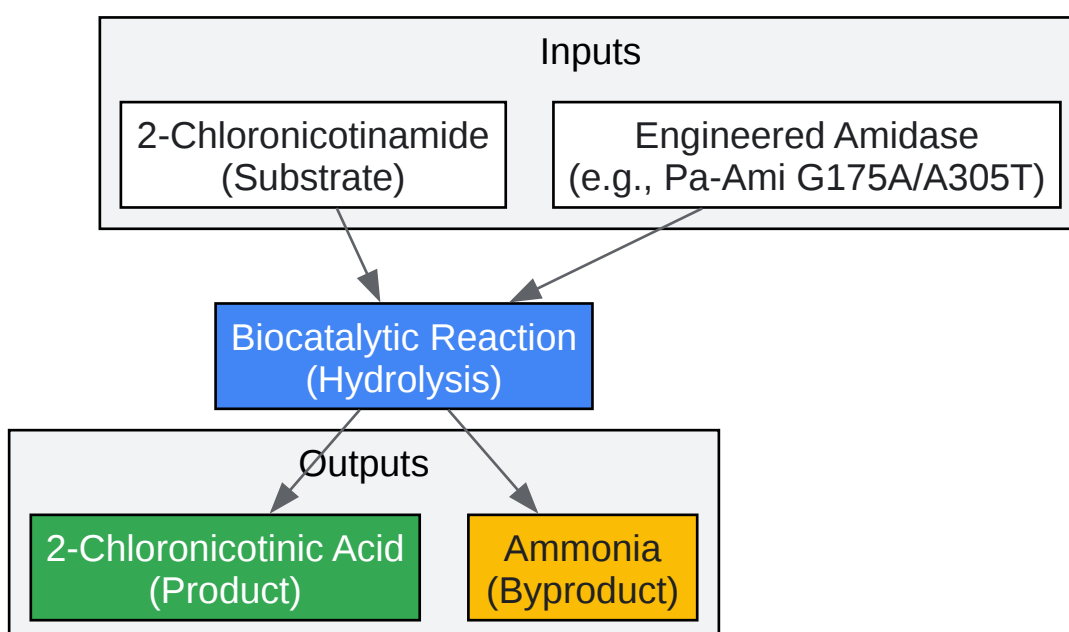 Inputs
2-Chloronicotinamide
(Substrate)
Engineered Amidase
(e.g., Pa-Ami G175A/A305T)
Biocatalytic Reaction
(Hydrolysis)
Outputs
2-Chloronicotinic Acid
(Product)
Ammonia
(Byproduct)